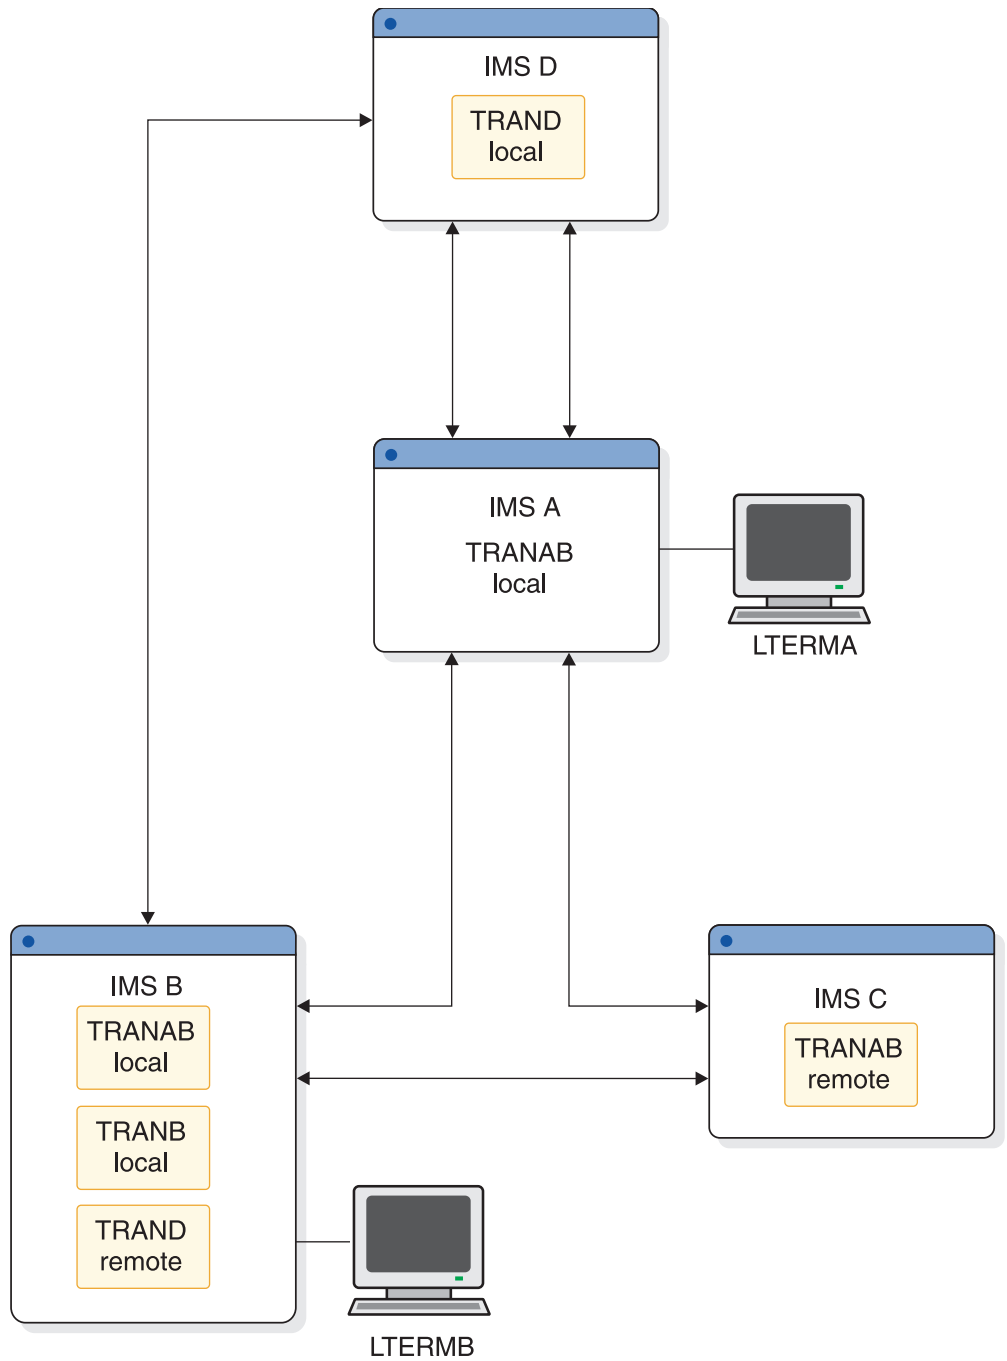 IMS D
TRAND
local
IMS A
TRANAB
local
LTERMA
IMS B
TRANAB
local
TRANB
local
TRAND
remote
LTERMB
IMS C
TRANAB
remote